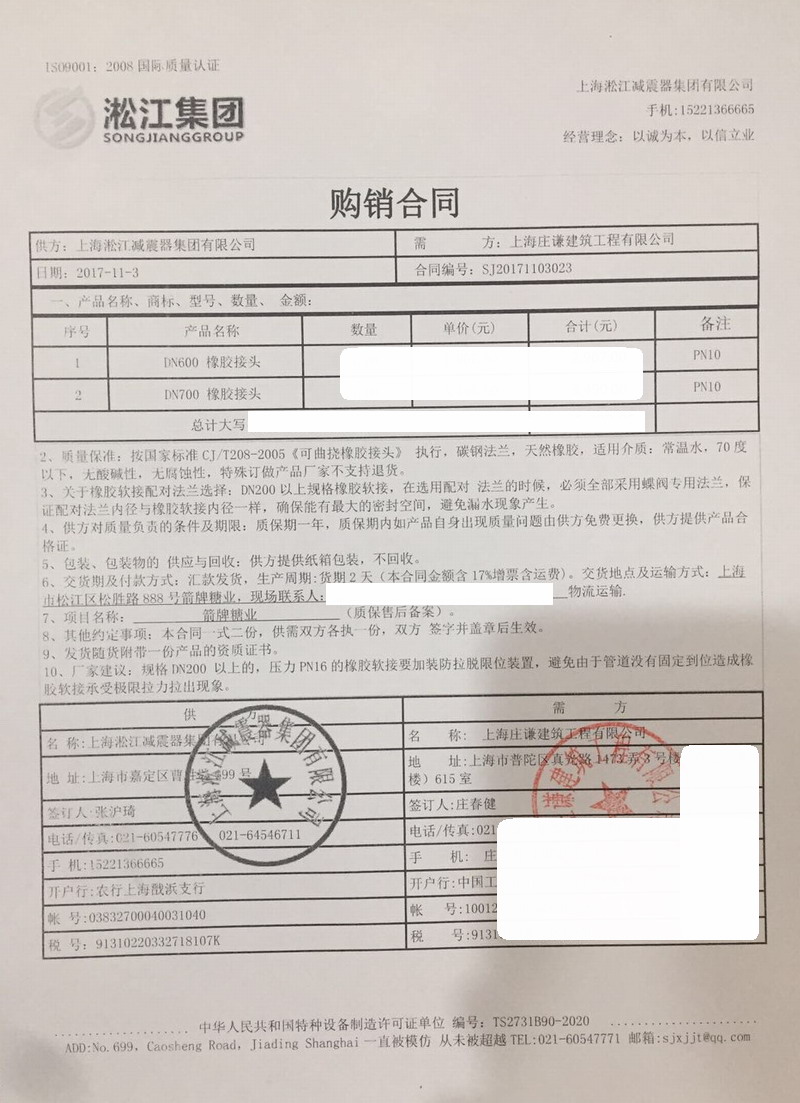 ISO9001：2008 国际质量认证
淞江集团
SONGJIANGGROUP
上海淞江减震器集团有限公司
手机:15221366665
经营理念：以诚为本，以信立业
购销合同
供方：上海淞江减震器集团有限公司 需 方：上海庄谦建筑工程有限公司
日期：2017-11-3 合同编号：SJ20171103023
一、产品名称、商标、型号、数量、 金额：
序号 产品名称 数量 单价(元) 合计(元) 备注
1 DN600 橡胶接头 PN10
2 DN700 橡胶接头 PN10
总计大写
2、质量保准：按国家标准 CJ/T208-2005《可曲挠橡胶接头》 执行，碳钢法兰，天然橡胶，适用介质：常温水，70 度
以下，无酸碱性，无腐蚀性，特殊订做产品厂家不支持退货。
3、关于橡胶软接配对法兰选择：DN200 以上规格橡胶软接，在选用配对 法兰的时候，必须全部采用蝶阀专用法兰，保
证配对法兰内径与橡胶软接内径一样，确保能有最大的密封空间，避免漏水现象产生。
4、供方对质量负责的条件及期限：质保期一年，质保期内如产品自身出现质量问题由供方免费更换，供方提供产品合
格证。
5、包装、包装物的 供应与回收：供方提供纸箱包装，不回收。
6、交货期及付款方式：汇款发货，生产周期:货期 2 天（本合同金额含 17%增票含运费）。交货地点及运输方式：上海
市松江区松胜路 888 号箭牌糖业，现场联系人： 物流运输.
7、项目名称： 箭牌糖业 （质保售后备案）。
8、其他约定事项：本合同一式二份，供需双方各执一份，双方 签字并盖章后生效。
9、发货随货附带一份产品的资质证书。
10、厂家建议：规格 DN200 以上的，压力 PN16 的橡胶软接要加装防拉脱限位装置，避免由于管道没有固定到位造成橡
胶软接承受极限拉力拉出现象。
供 方 需 方
名 称:上海淞江减震器集团有限公司 名 称： 上海庄谦建筑工程有限公司
地 址:上海市嘉定区曹 699 号 地 址:上海市普陀区真光路 1473 弄 3 号楼
楼）615 室
签订人:张沪琦 签订人:庄春健
电话/传真:021-60547776 021-64546711 电话/传真:021
手 机:15221366665 手 机：庄
开户行:农行上海戬浜支行 开户行:中国工
帐 号:03832700040031040 帐 号:10012
税 号：91310220332718107K 税 号:9131
中华人民共和国特种设备制造许可证单位 编号：TS2731B90-2020
ADD:No.699, Caosheng Road, Jiading Shanghai 一直被模仿 从未被超越 TEL:021-60547771 邮箱:sjxjjt@qq.com